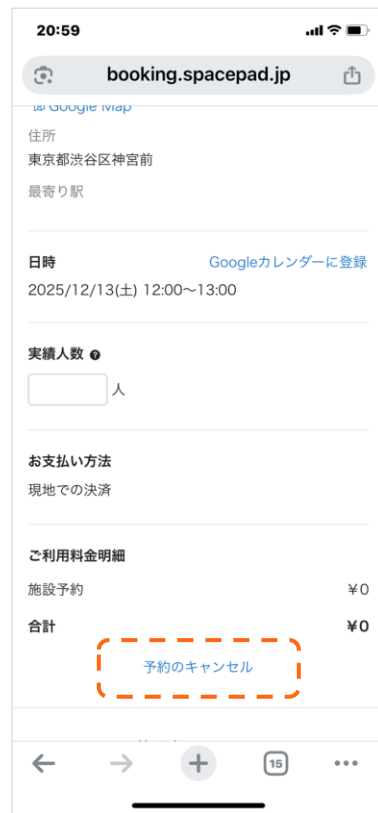 20:59
booking.spacepad.jp
Google Map
住所
東京都渋谷区神宮前
最寄り駅
日時
Googleカレンダーに登録
2025/12/13(土) 12:00〜13:00
実績人数 ?
人
お支払い方法
現地での決済
ご利用料金明細
施設予約 ¥0
合計 ¥0
予約のキャンセル
15